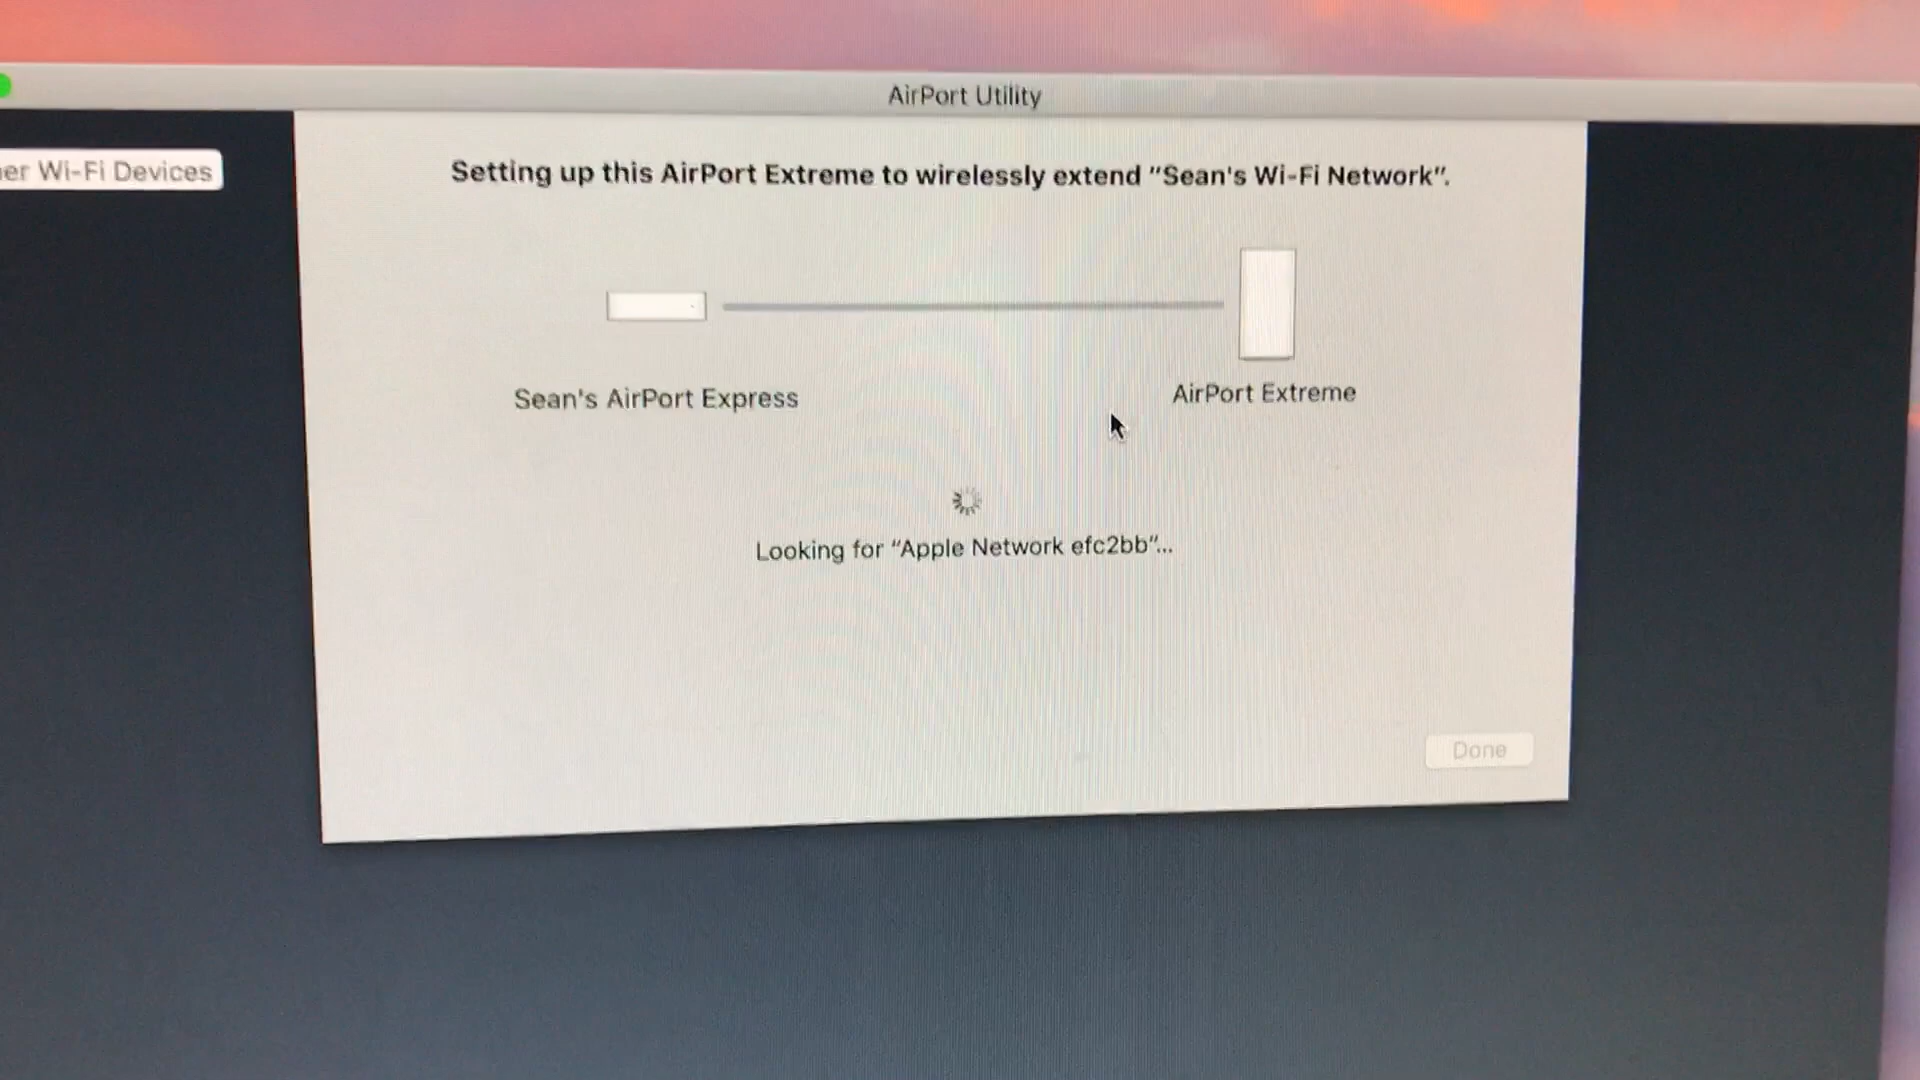 AirPort Utility
Wi-Fi Devices
Setting up this AirPort Extreme to wirelessly extend “Sean's Wi-Fi Network”.
Sean's AirPort Express
AirPort Extreme
Looking for “Apple Network efc2bb”...
Done